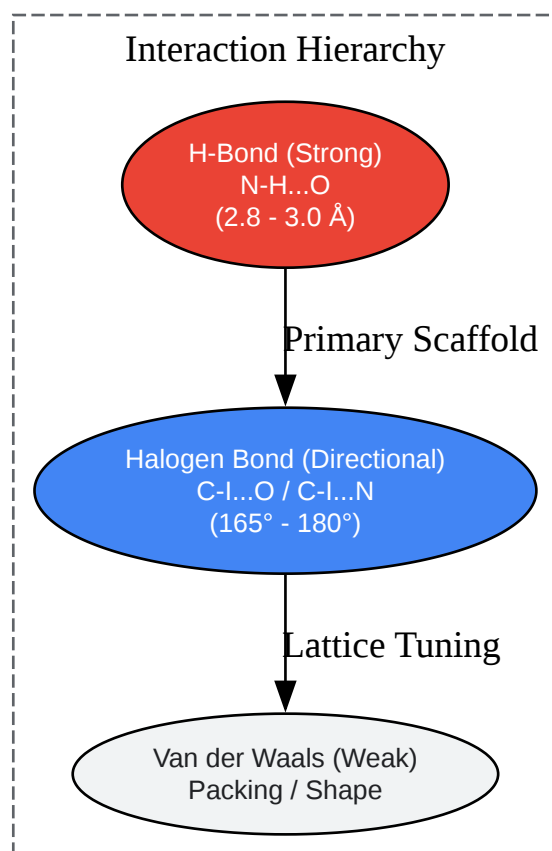 Interaction Hierarchy
H-Bond (Strong)
N-H...O
(2.8 - 3.0 Å)
Primary Scaffold
Halogen Bond (Directional)
C-I...O / C-I...N
(165° - 180°)
Lattice Tuning
Van der Waals (Weak)
Packing / Shape